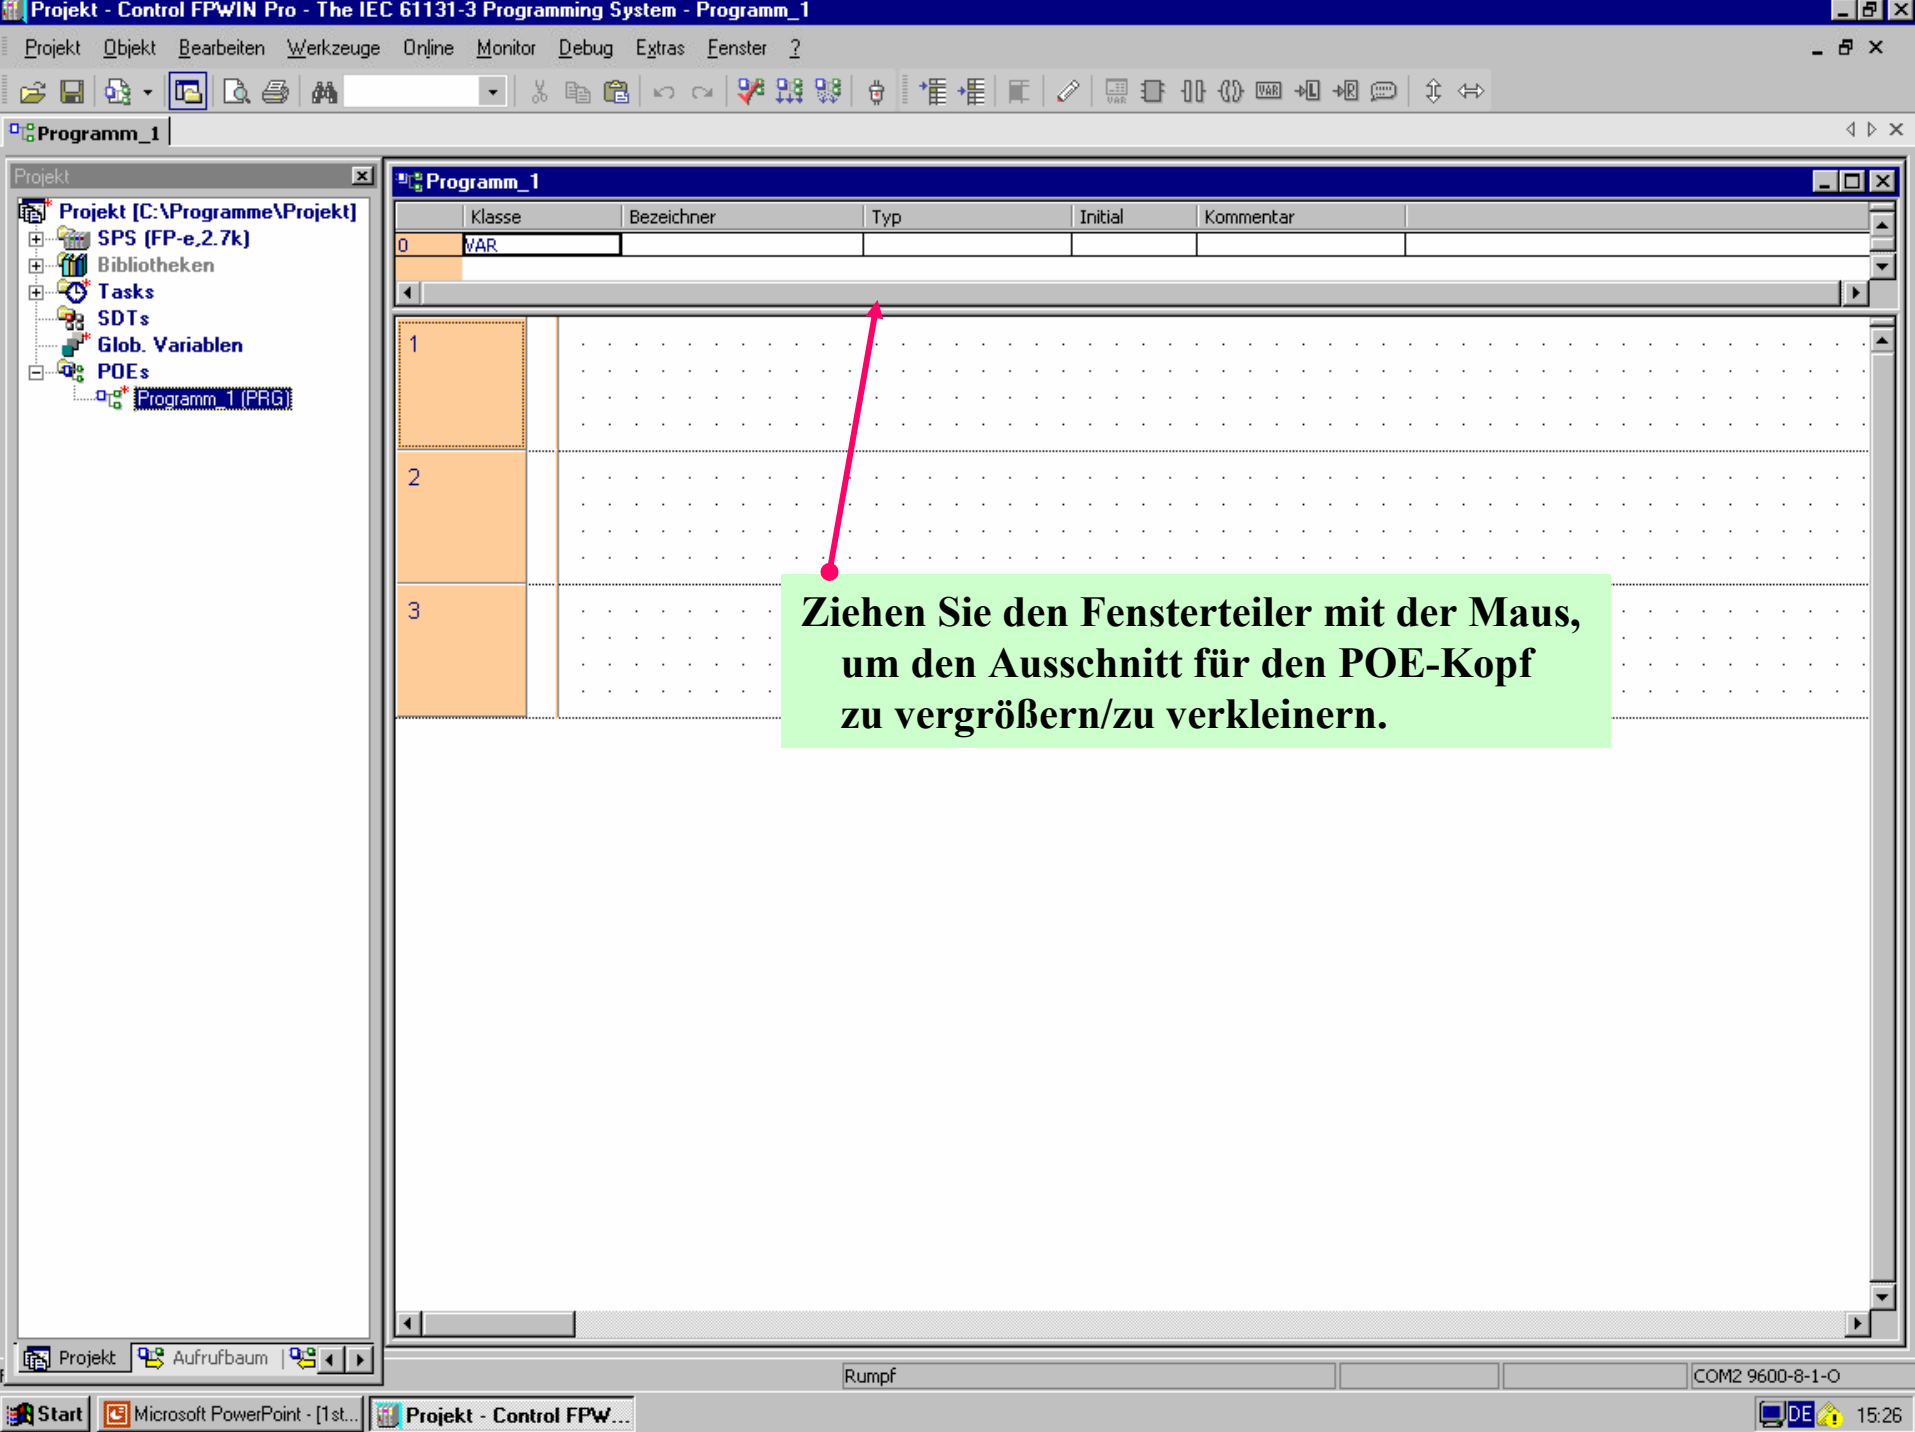 Projekt - Control FPWIN Pro - The IEC 61131-3 Programming System - Programm_1
Projekt Objekt Bearbeiten Werkzeuge Online Monitor Debug Extras Fenster ?
VAR VAR L R
Programm_1
Projekt
Projekt [C:\Programme\Projekt]
SPS (FP-e,2.7k)
Bibliotheken
Tasks
SDTs
Glob. Variablen
POEs
Programm_1 (PRG)
Programm_1
Klasse Bezeichner Typ Initial Kommentar
0 VAR
1
2
3
Ziehen Sie den Fensterteiler mit der Maus,
um den Ausschnitt für den POE-Kopf
zu vergrößern/zu verkleinern.
Projekt Aufrufbaum
Rumpf COM2 9600-8-1-O
Start Microsoft PowerPoint - [1st... Projekt - Control FPW... DE 15:26